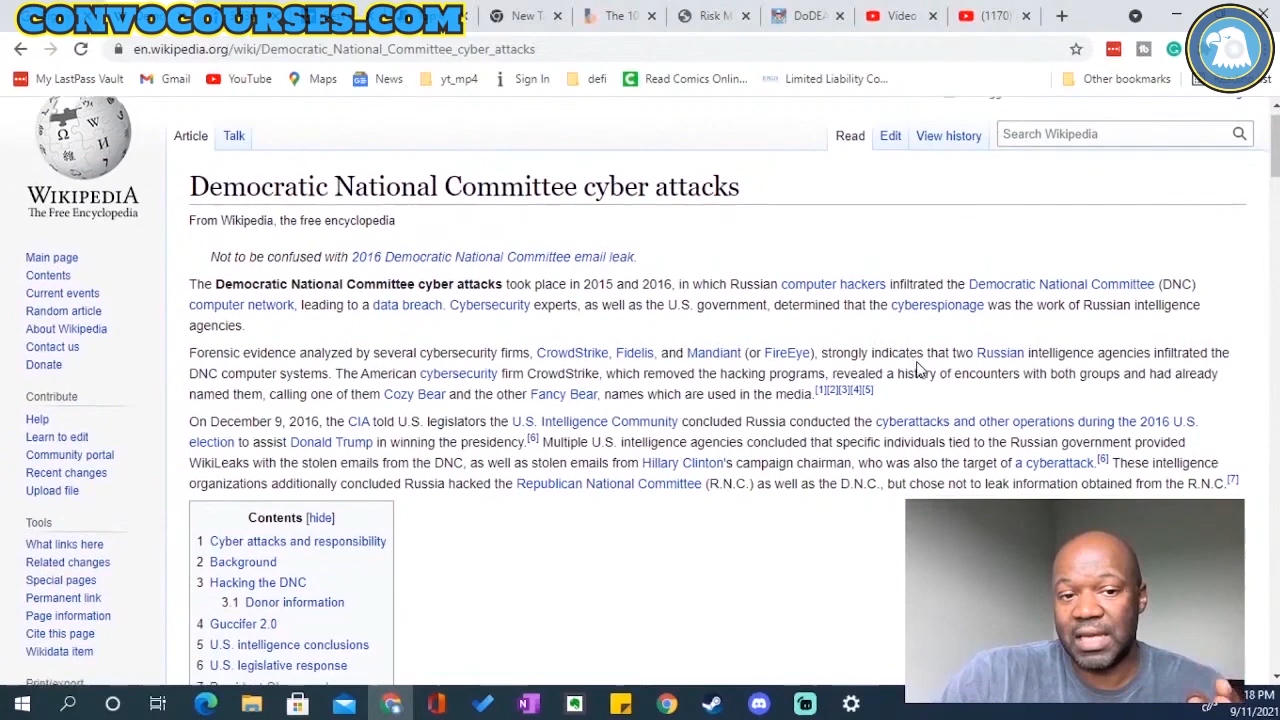 CONVOCOURSES.COM
New T
The 10
Risk M
DoDEA
Video
(1170)
en.wikipedia.org/wiki/Democratic_National_Committee_cyber_attacks
My LastPass Vault
Gmail
YouTube
Maps
News
yt_mp4
Sign In
defi
Read Comics Onlin...
Limited Liability Co...
Other bookmarks
WIKIPEDIA
The Free Encyclopedia
Article
Talk
Read
Edit
View history
Search Wikipedia
Democratic National Committee cyber attacks
From Wikipedia, the free encyclopedia
Not to be confused with 2016 Democratic National Committee email leak.
The Democratic National Committee cyber attacks took place in 2015 and 2016, in which Russian computer hackers infiltrated the Democratic National Committee (DNC)
computer network, leading to a data breach. Cybersecurity experts, as well as the U.S. government, determined that the cyberespionage was the work of Russian intelligence
agencies.
Forensic evidence analyzed by several cybersecurity firms, CrowdStrike, Fidelis, and Mandiant (or FireEye), strongly indicates that two Russian intelligence agencies infiltrated the
DNC computer systems. The American cybersecurity firm CrowdStrike, which removed the hacking programs, revealed a history of encounters with both groups and had already
named them, calling one of them Cozy Bear and the other Fancy Bear, names which are used in the media.[1][2][3][4][5]
On December 9, 2016, the CIA told U.S. legislators the U.S. Intelligence Community concluded Russia conducted the cyberattacks and other operations during the 2016 U.S.
election to assist Donald Trump in winning the presidency.[6] Multiple U.S. intelligence agencies concluded that specific individuals tied to the Russian government provided
WikiLeaks with the stolen emails from the DNC, as well as stolen emails from Hillary Clinton's campaign chairman, who was also the target of a cyberattack.[6] These intelligence
organizations additionally concluded Russia hacked the Republican National Committee (R.N.C.) as well as the D.N.C., but chose not to leak information obtained from the R.N.C.[7]
Main page
Contents
Current events
Random article
About Wikipedia
Contact us
Donate
Contribute
Help
Learn to edit
Community portal
Recent changes
Upload file
Tools
What links here
Related changes
Special pages
Permanent link
Page information
Cite this page
Wikidata item
Print/export
Contents [hide]
1 Cyber attacks and responsibility
2 Background
3 Hacking the DNC
3.1 Donor information
4 Guccifer 2.0
5 U.S. intelligence conclusions
6 U.S. legislative response
18 PM
9/11/2021